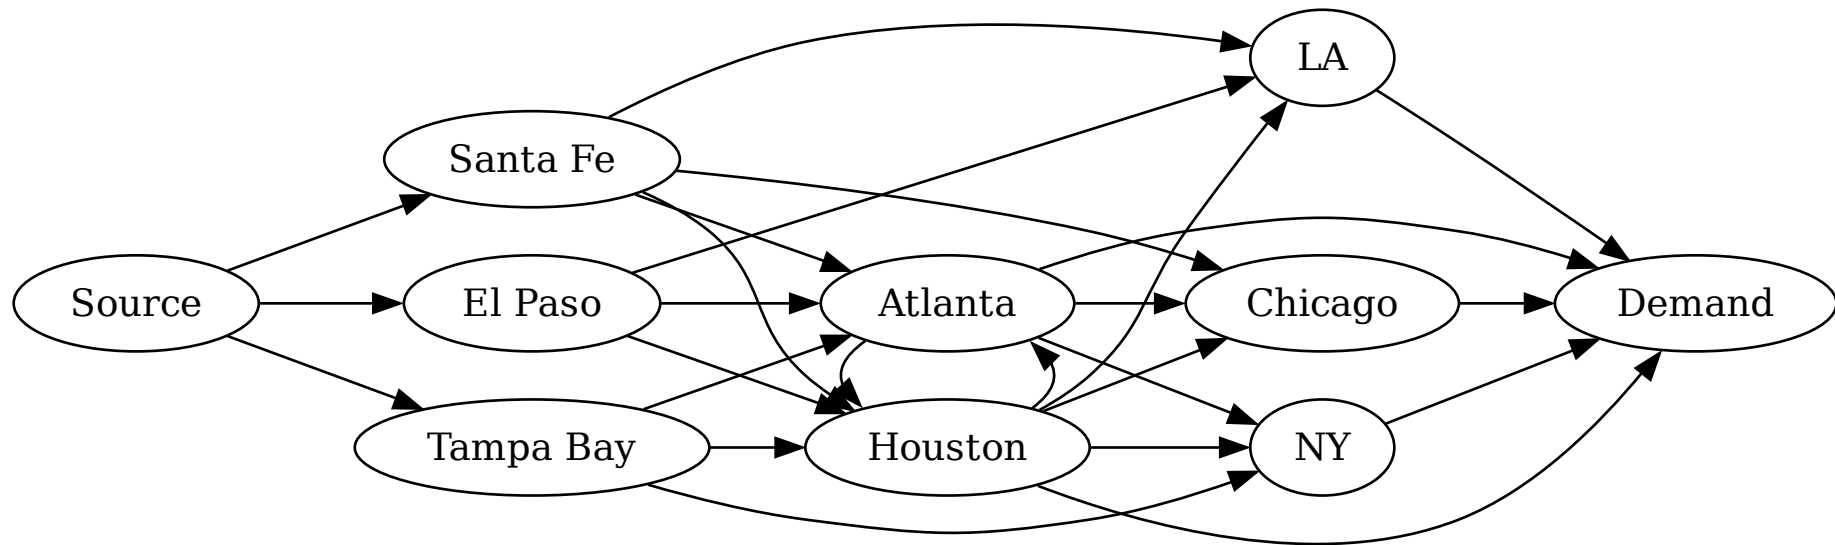 LA
Santa Fe
Source
El Paso
Atlanta
Chicago
Demand
Tampa Bay
Houston
NY